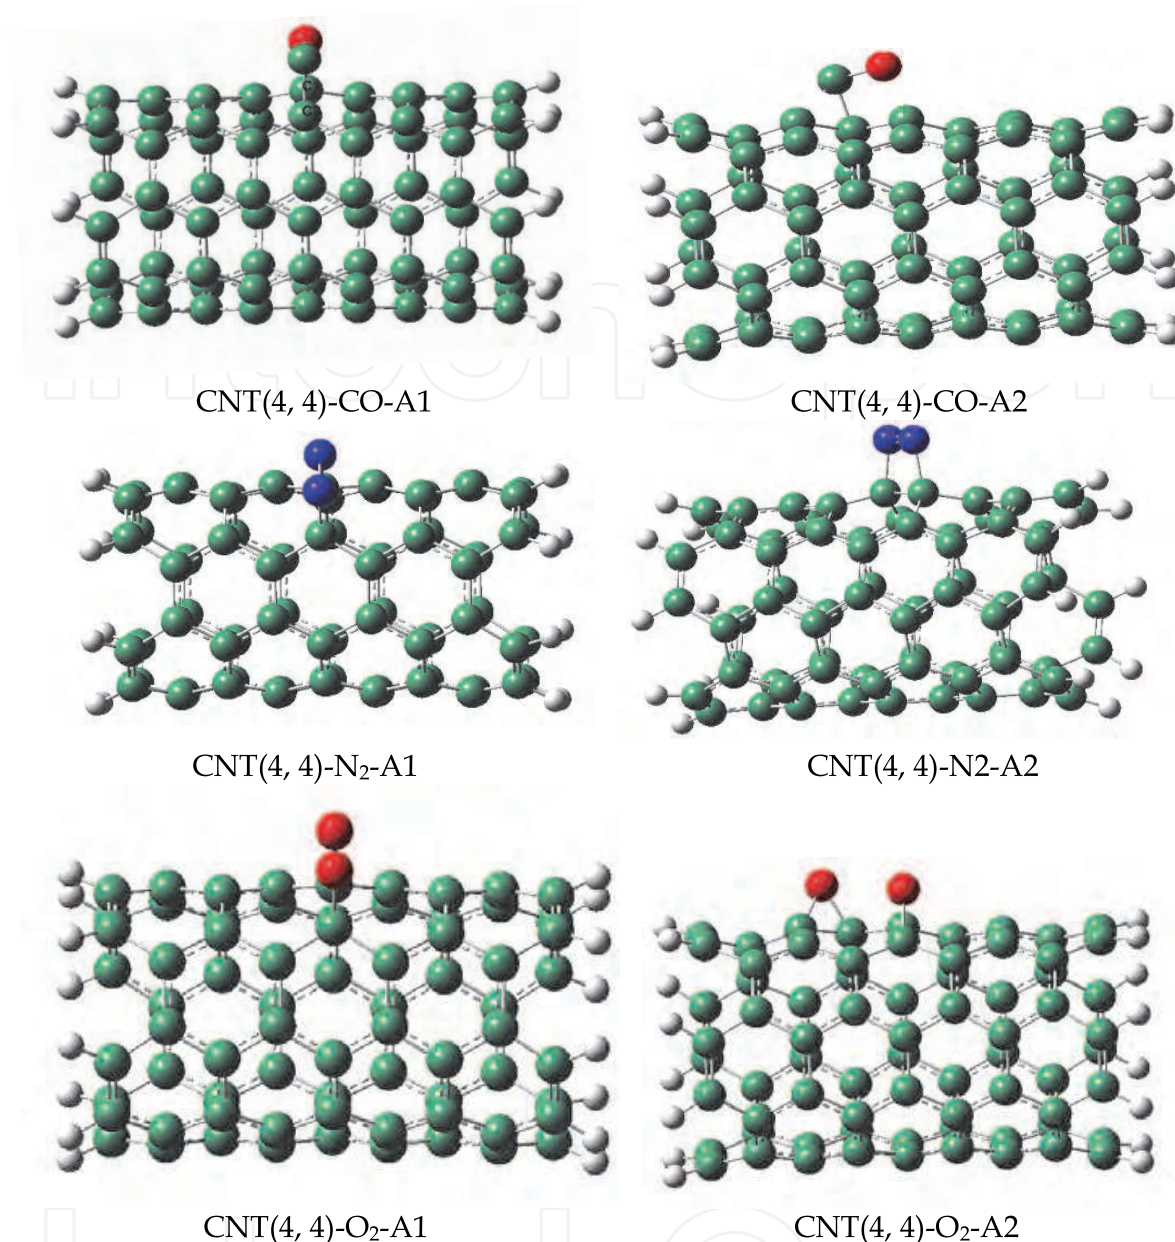 C
C
CNT(4, 4)-CO-A1
CNT(4, 4)-CO-A2
CNT(4, 4)-N₂-A1
CNT(4, 4)-N2-A2
CNT(4, 4)-O₂-A1
CNT(4, 4)-O₂-A2